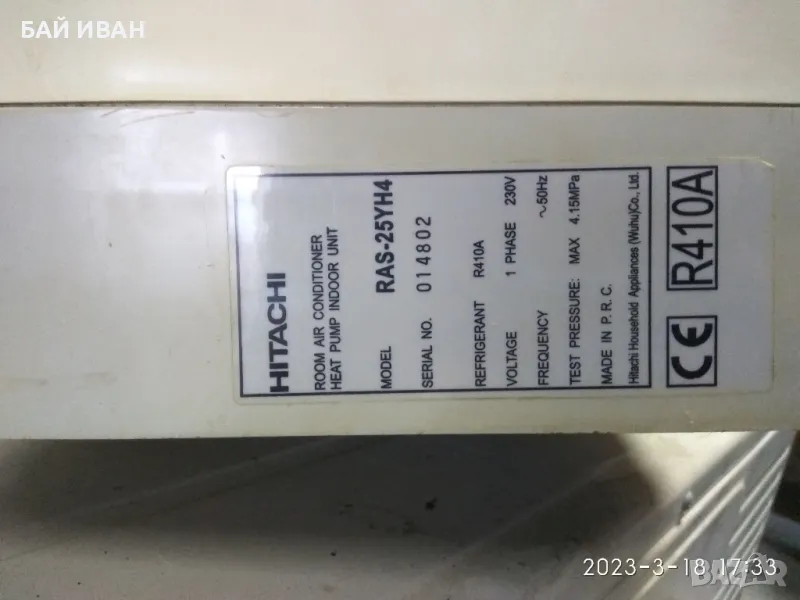 БАЙ ИВАН
HITACHI
ROOM AIR CONDITIONER
HEAT PUMP INDOOR UNIT
MODEL RAS-25YH4
SERIAL NO. 014802
REFRIGERANT R410A
VOLTAGE 1 PHASE 230V
FREQUENCY ~50Hz
TEST PRESSURE: MAX 4.15MPa
MADE IN P. R. C.
Hitachi Household Appliances (Wuhu)Co., Ltd.
CE R410A
2023-3-18 17:33
BAZAR